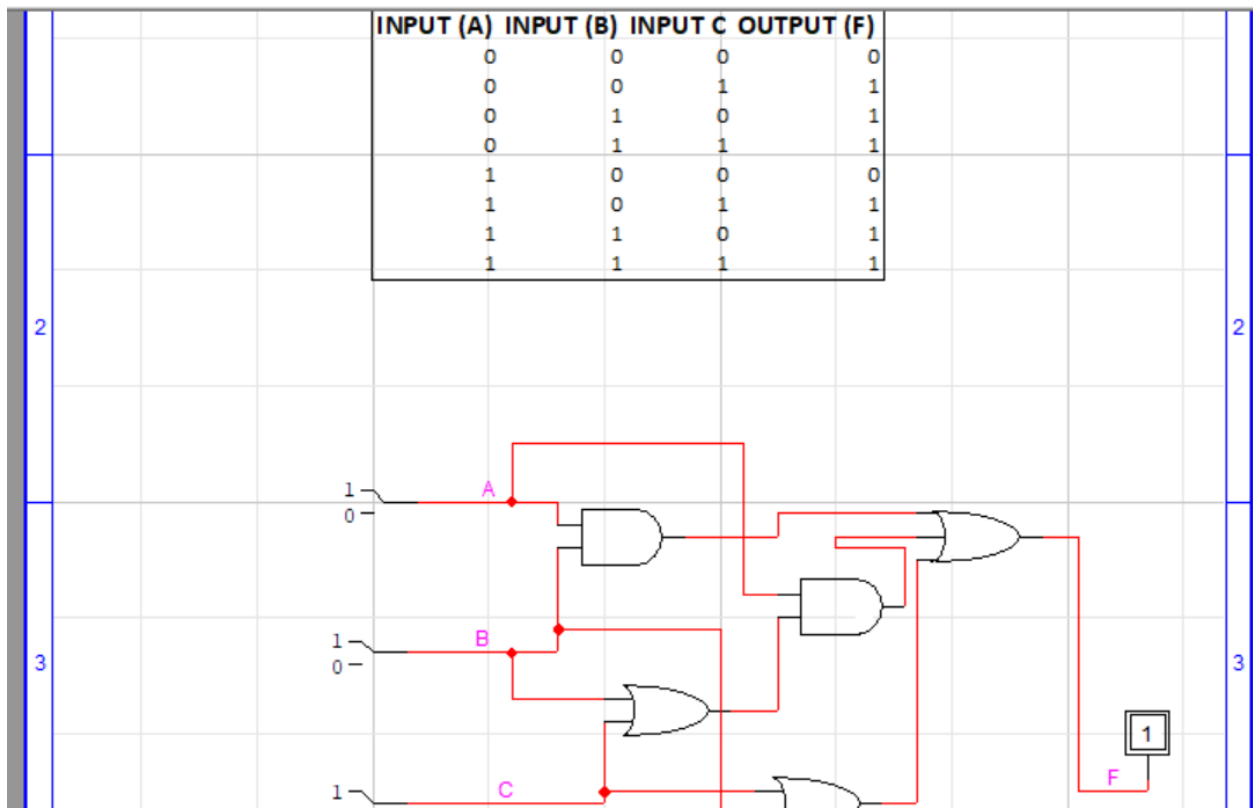 INPUT (A) INPUT (B) INPUT C OUTPUT (F)
0 0 0 0
0 0 1 1
0 1 0 1
0 1 1 1
1 0 0 0
1 0 1 1
1 1 0 1
1 1 1 1
2 2
A
1
0
B
1
0
3 3
1
C
1
F